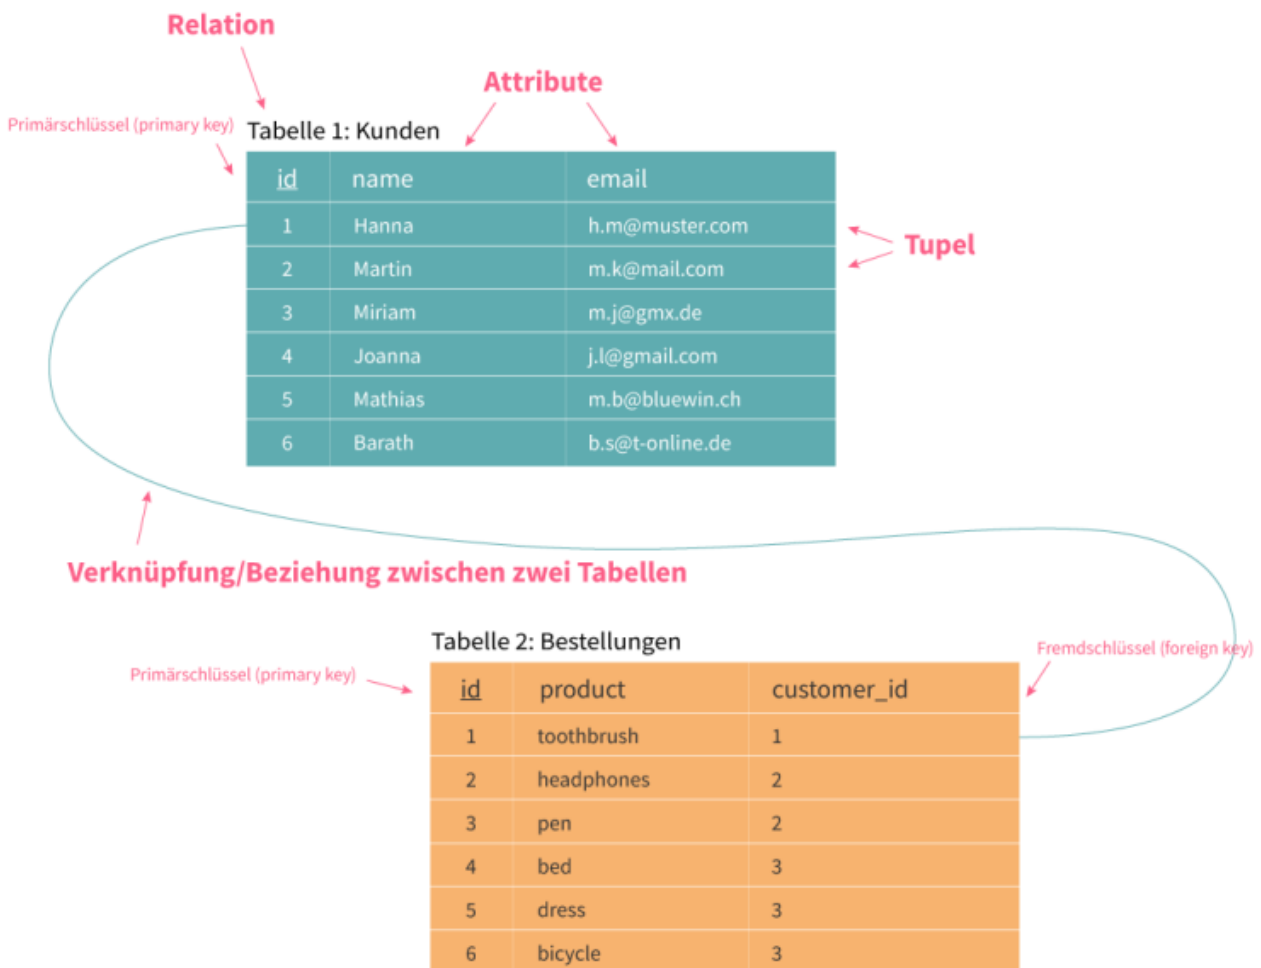 Relation
Attribute
Primärschlüssel (primary key)
Tabelle 1: Kunden
id name email
1 Hanna h.m@muster.com
2 Martin m.k@mail.com
Tupel
3 Miriam m.j@gmx.de
4 Joanna j.l@gmail.com
5 Mathias m.b@bluewin.ch
6 Barath b.s@t-online.de
Verknüpfung/Beziehung zwischen zwei Tabellen
Tabelle 2: Bestellungen
Fremdschlüssel (foreign key)
Primärschlüssel (primary key)
id product customer_id
1 toothbrush 1
2 headphones 2
3 pen 2
4 bed 3
5 dress 3
6 bicycle 3